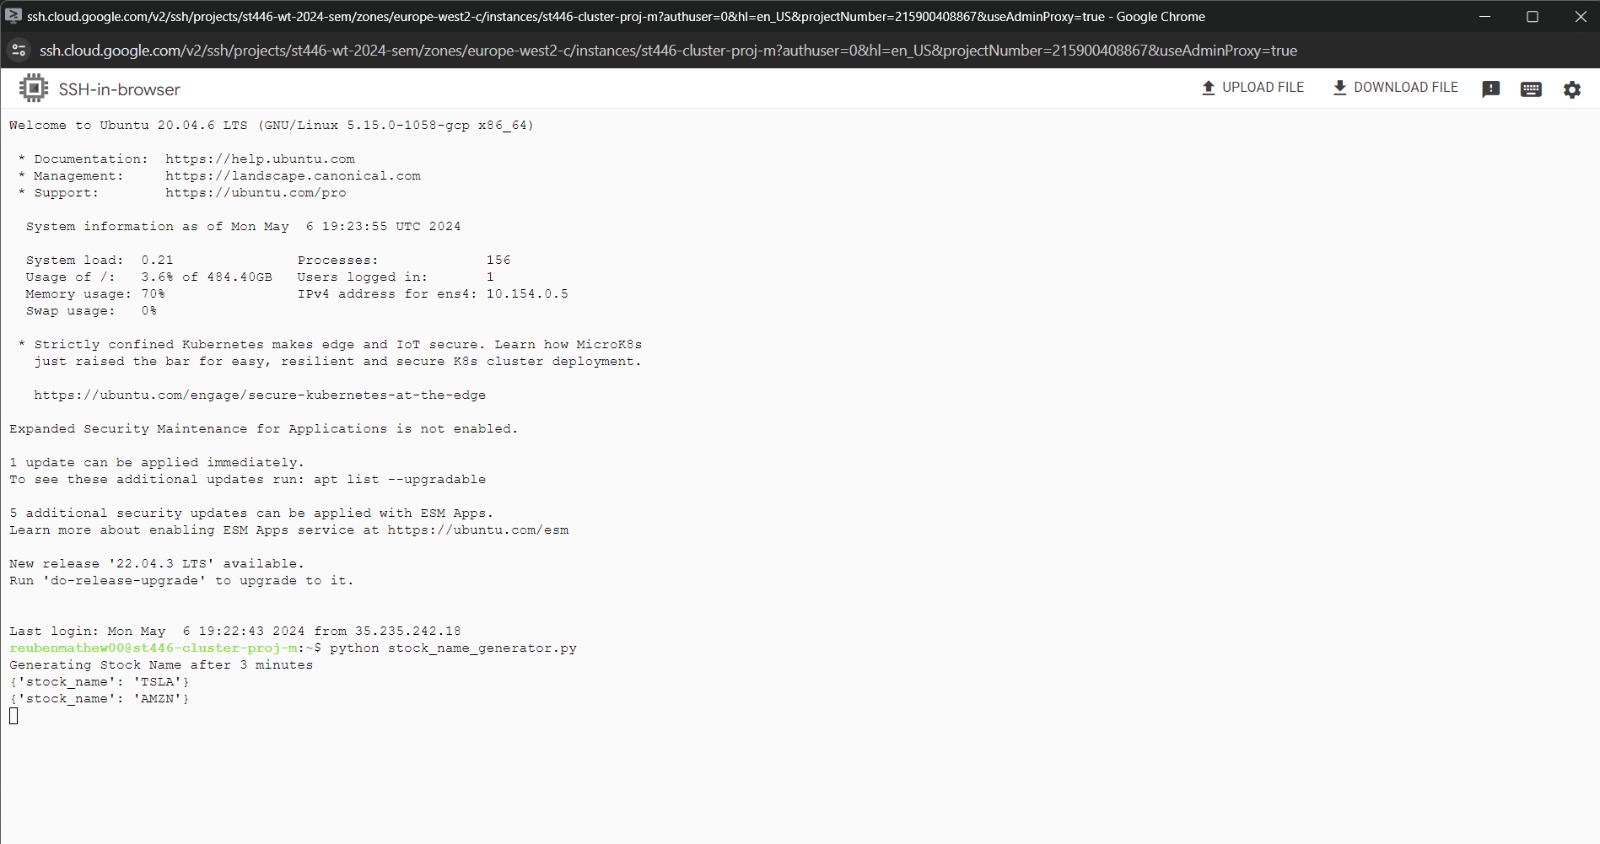 ssh.cloud.google.com/v2/ssh/projects/st446-wt-2024-sem/zones/europe-west2-c/instances/st446-cluster-proj-m?authuser=0&hl=en_US&projectNumber=215900408867&useAdminProxy=true - Google Chrome
ssh.cloud.google.com/v2/ssh/projects/st446-wt-2024-sem/zones/europe-west2-c/instances/st446-cluster-proj-m?authuser=0&hl=en_US&projectNumber=215900408867&useAdminProxy=true
SSH-in-browser UPLOAD FILE DOWNLOAD FILE
Welcome to Ubuntu 20.04.6 LTS (GNU/Linux 5.15.0-1058-gcp x86_64)
* Documentation: https://help.ubuntu.com
* Management: https://landscape.canonical.com
* Support: https://ubuntu.com/pro
System information as of Mon May 6 19:23:55 UTC 2024
System load: 0.21 Processes: 156
Usage of /: 3.6% of 484.40GB Users logged in: 1
Memory usage: 70% IPv4 address for ens4: 10.154.0.5
Swap usage: 0%
* Strictly confined Kubernetes makes edge and IoT secure. Learn how MicroK8s
just raised the bar for easy, resilient and secure K8s cluster deployment.
https://ubuntu.com/engage/secure-kubernetes-at-the-edge
Expanded Security Maintenance for Applications is not enabled.
1 update can be applied immediately.
To see these additional updates run: apt list --upgradable
5 additional security updates can be applied with ESM Apps.
Learn more about enabling ESM Apps service at https://ubuntu.com/esm
New release '22.04.3 LTS' available.
Run 'do-release-upgrade' to upgrade to it.
Last login: Mon May 6 19:22:43 2024 from 35.235.242.18
reubenmathew00@st446-cluster-proj-m:~$ python stock_name_generator.py
Generating Stock Name after 3 minutes
{'stock_name': 'TSLA'}
{'stock_name': 'AMZN'}